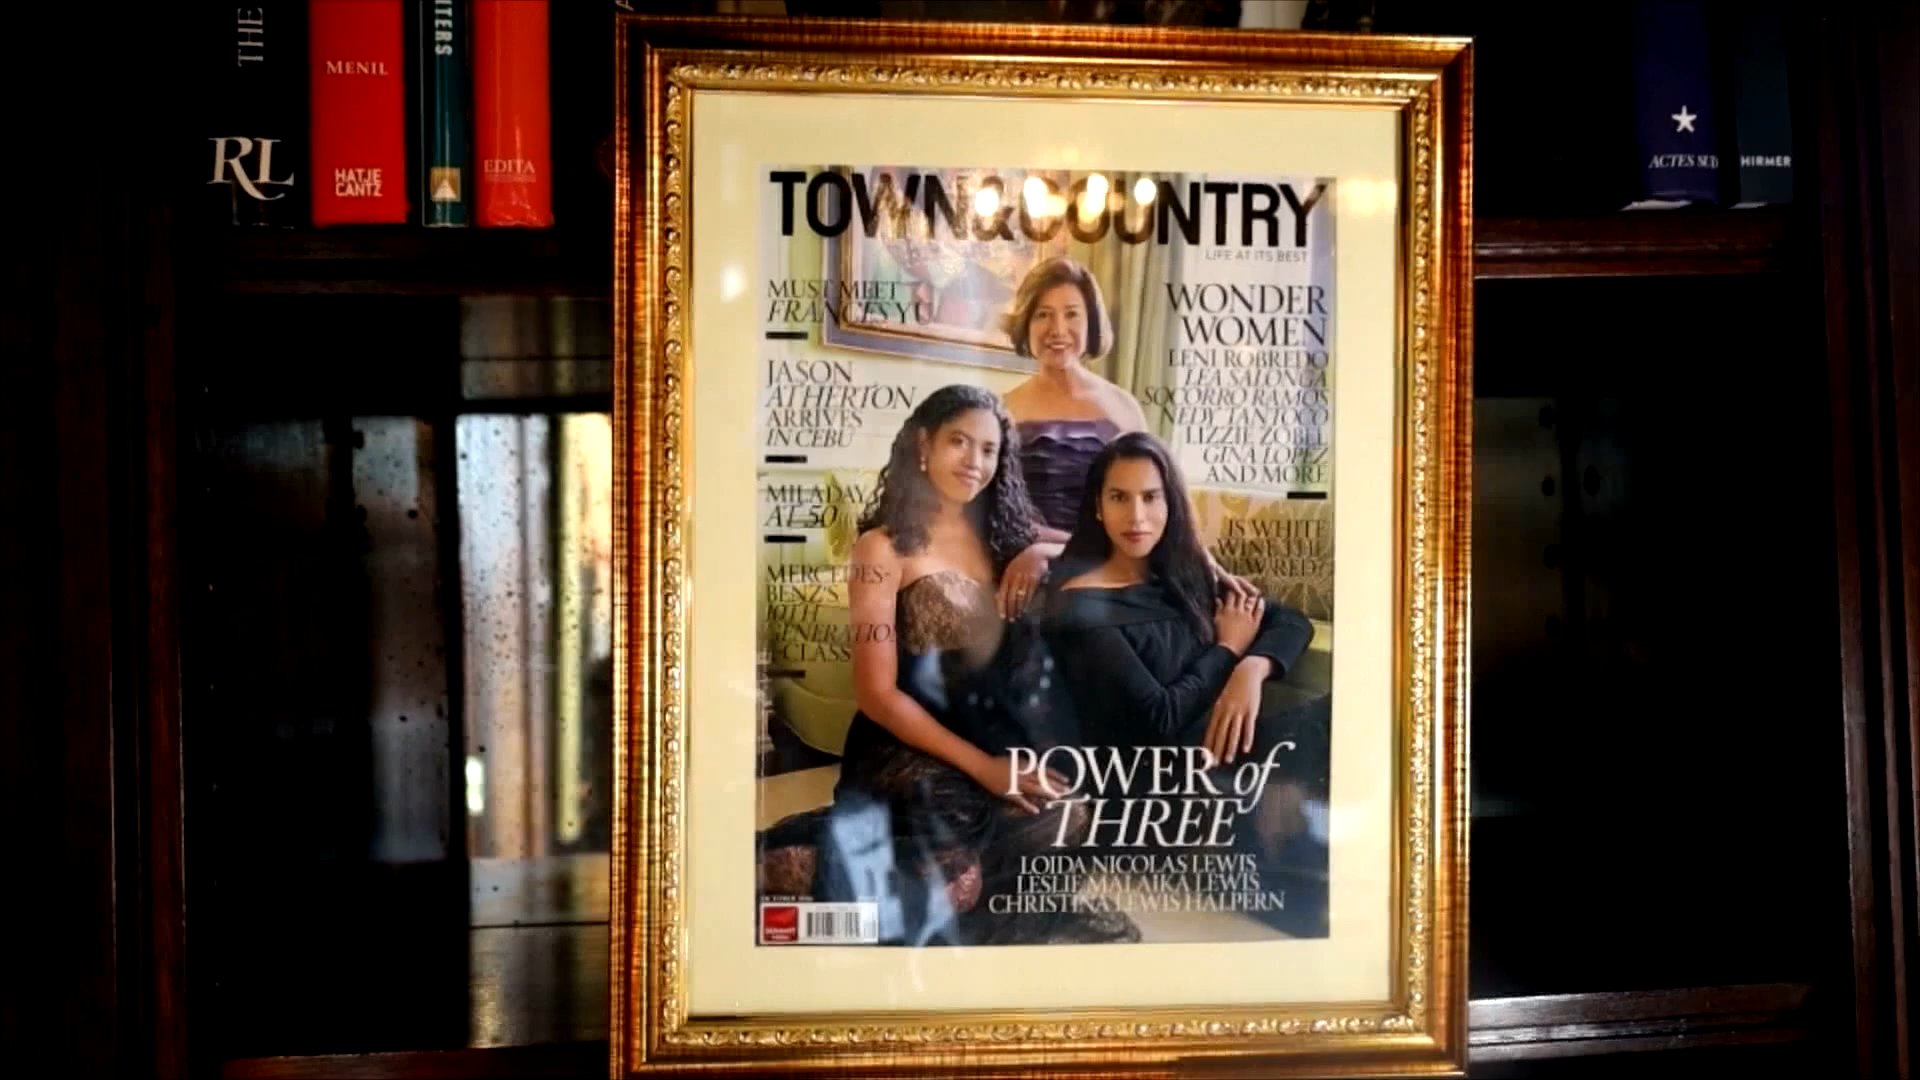 THE
RL
MENIL
HATJE
CANTZ
ITERS
EDITA
ACTES SUD
HIRMER
TOWN&COUNTRY
LIFE AT ITS BEST
MUST MEET
FRANCES YU
JASON
ATHERTON
ARRIVES
IN CEBU
MILADAY
AT 50
MERCEDES-
BENZ'S
10TH
GENERATION
E-CLASS
WONDER
WOMEN
LENI ROBREDO
LEA SALONGA
SOCORRO RAMOS
NEDY TANTOCO
LIZZIE ZOBEL
GINA LOPEZ
AND MORE
IS WHITE
WINE THE
NEW RED?
POWER of
THREE
LOIDA NICOLAS LEWIS
LESLIE MALAIKA LEWIS
CHRISTINA LEWIS HALPERN